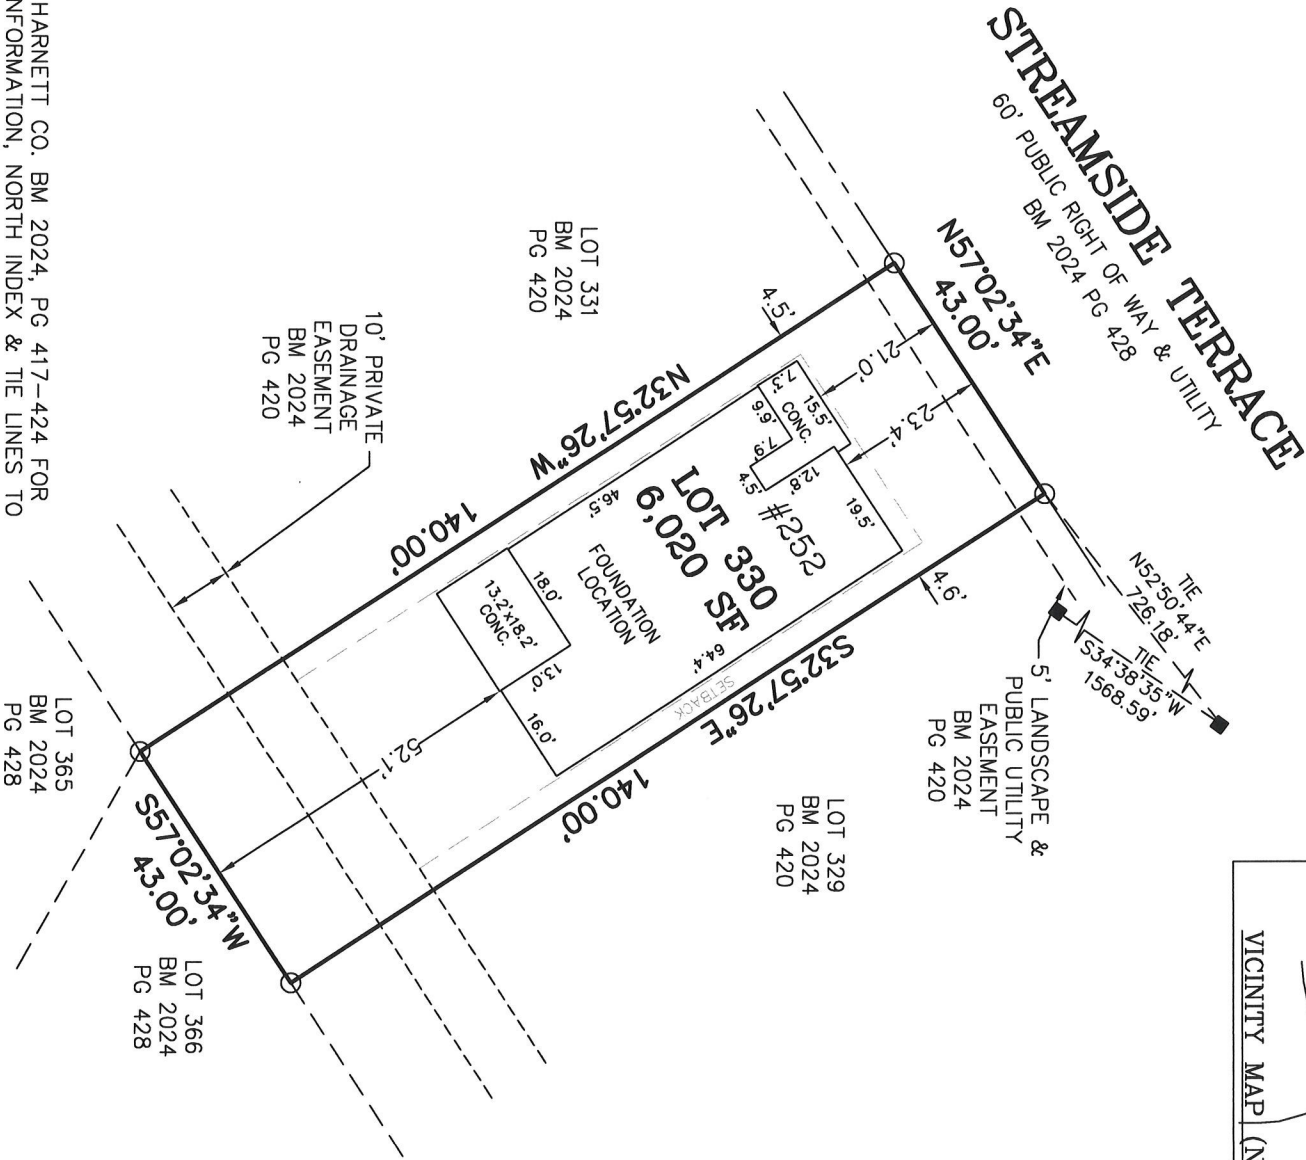 STREAMSIDE TERRACE
60' PUBLIC RIGHT OF WAY & UTILITY
BM 2024 PG 428
N57°02'34"E
43.00'
TIE
N52°50'44"E
726.18'
TIE
S34°38'35"W
1568.59'
5' LANDSCAPE &
PUBLIC UTILITY
EASEMENT
BM 2024
PG 420
LOT 331
BM 2024
PG 420
4.5'
21.0'
23.4'
4.6'
7.3'
15.5'
CONC.
9.9'
7.9'
4.5'
12.8'
19.5'
#252
LOT 330
6,020 SF
FOUNDATION
LOCATION
46.5'
64.4'
SETBACK
18.0'
13.2'x18.2'
CONC.
13.0'
16.0'
52.1'
N32°57'26"W
140.00'
S32°57'26"E
140.00'
LOT 329
BM 2024
PG 420
10' PRIVATE
DRAINAGE
EASEMENT
BM 2024
PG 420
S57°02'34"W
43.00'
LOT 365
BM 2024
PG 428
LOT 366
BM 2024
PG 428
HARNETT CO. BM 2024, PG 417-424 FOR
NFORMATION, NORTH INDEX & TIE LINES TO
VICINITY MAP (N